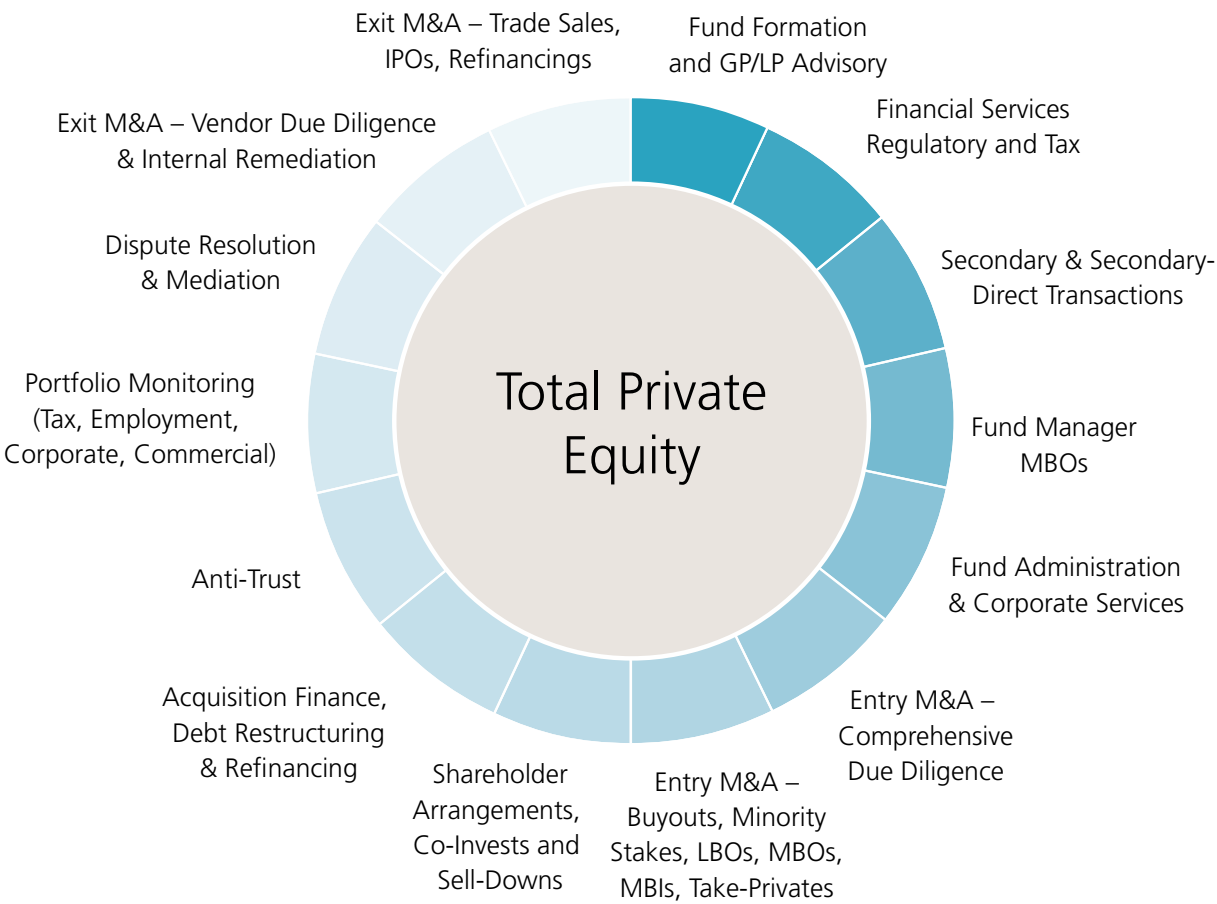 Exit M&A – Trade Sales,
IPOs, Refinancings
Fund Formation
and GP/LP Advisory
Financial Services
Regulatory and Tax
Secondary & Secondary-
Direct Transactions
Fund Manager
MBOs
Fund Administration
& Corporate Services
Entry M&A –
Comprehensive
Due Diligence
Entry M&A –
Buyouts, Minority
Stakes, LBOs, MBOs,
MBIs, Take-Privates
Shareholder
Arrangements,
Co-Invests and
Sell-Downs
Acquisition Finance,
Debt Restructuring
& Refinancing
Anti-Trust
Portfolio Monitoring
(Tax, Employment,
Corporate, Commercial)
Dispute Resolution
& Mediation
Exit M&A – Vendor Due Diligence
& Internal Remediation
Total Private
Equity